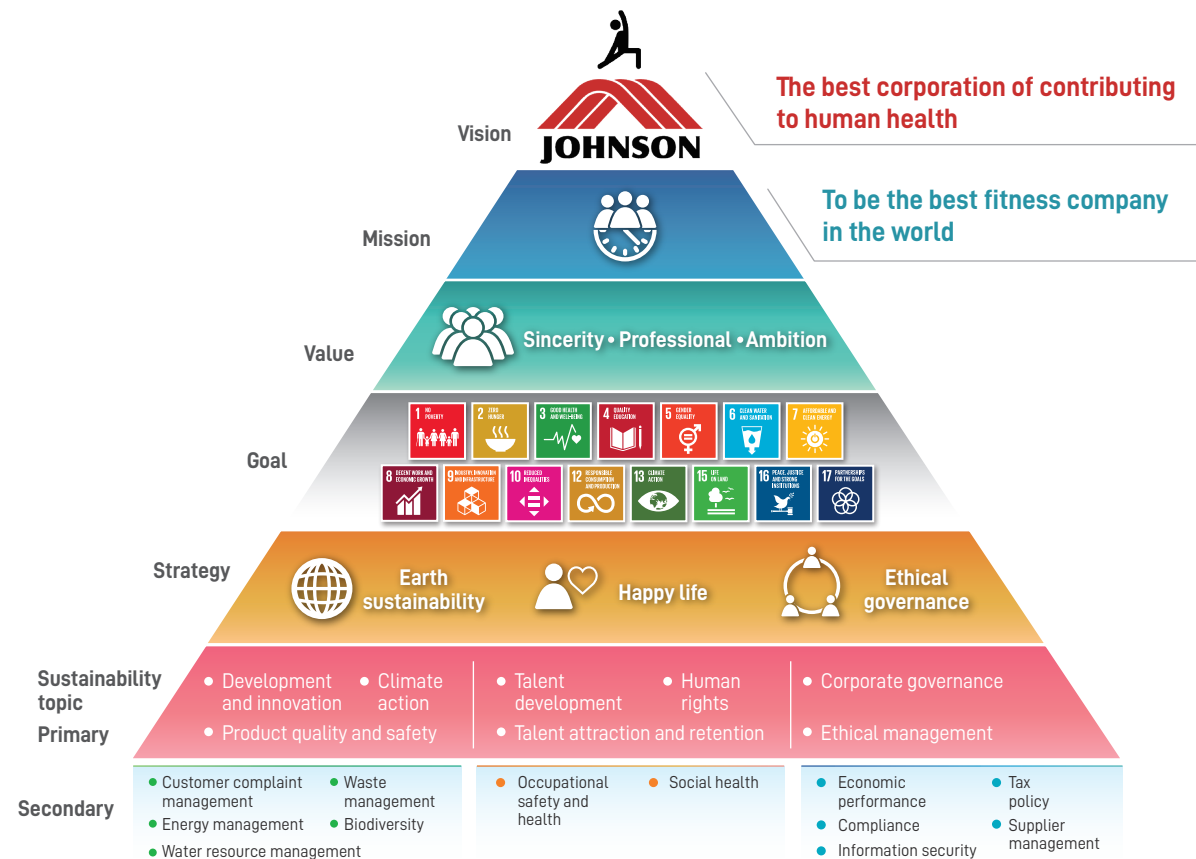 The best corporation of contributing
to human health
Vision
JOHNSON
To be the best fitness company
in the world
Mission
Value
Sincerity • Professional • Ambition
Goal
1 NO POVERTY
2 ZERO HUNGER
3 GOOD HEALTH AND WELL-BEING
4 QUALITY EDUCATION
5 GENDER EQUALITY
6 CLEAN WATER AND SANITATION
7 AFFORDABLE AND CLEAN ENERGY
8 DECENT WORK AND ECONOMIC GROWTH
9 INDUSTRY, INNOVATION AND INFRASTRUCTURE
10 REDUCED INEQUALITIES
12 RESPONSIBLE CONSUMPTION AND PRODUCTION
13 CLIMATE ACTION
15 LIFE ON LAND
16 PEACE, JUSTICE AND STRONG INSTITUTIONS
17 PARTNERSHIPS FOR THE GOALS
Strategy
Earth
sustainability
Happy life
Ethical
governance
Sustainability
topic
Primary
• Development
and innovation
• Climate
action
• Product quality and safety
• Talent
development
• Human
rights
• Talent attraction and retention
• Corporate governance
• Ethical management
Secondary
• Customer complaint
management
• Waste
management
• Energy management
• Biodiversity
• Water resource management
• Occupational
safety and
health
• Social health
• Economic
performance
• Tax
policy
• Compliance
• Supplier
management
• Information security